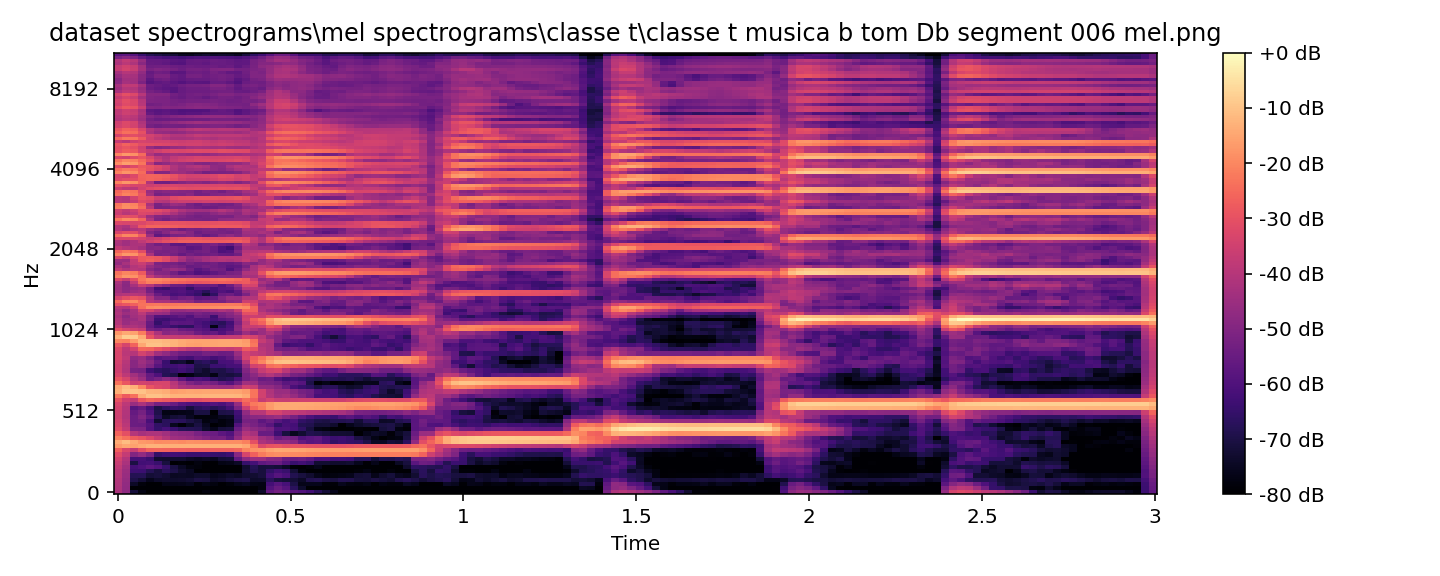 dataset spectrograms\mel spectrograms\classe t\classe t musica b tom Db segment 006 mel.png
+0 dB
-10 dB
-20 dB
-30 dB
-40 dB
-50 dB
-60 dB
-70 dB
-80 dB
8192
4096
2048
1024
512
0
Hz
0
0.5
1
1.5
2
2.5
3
Time